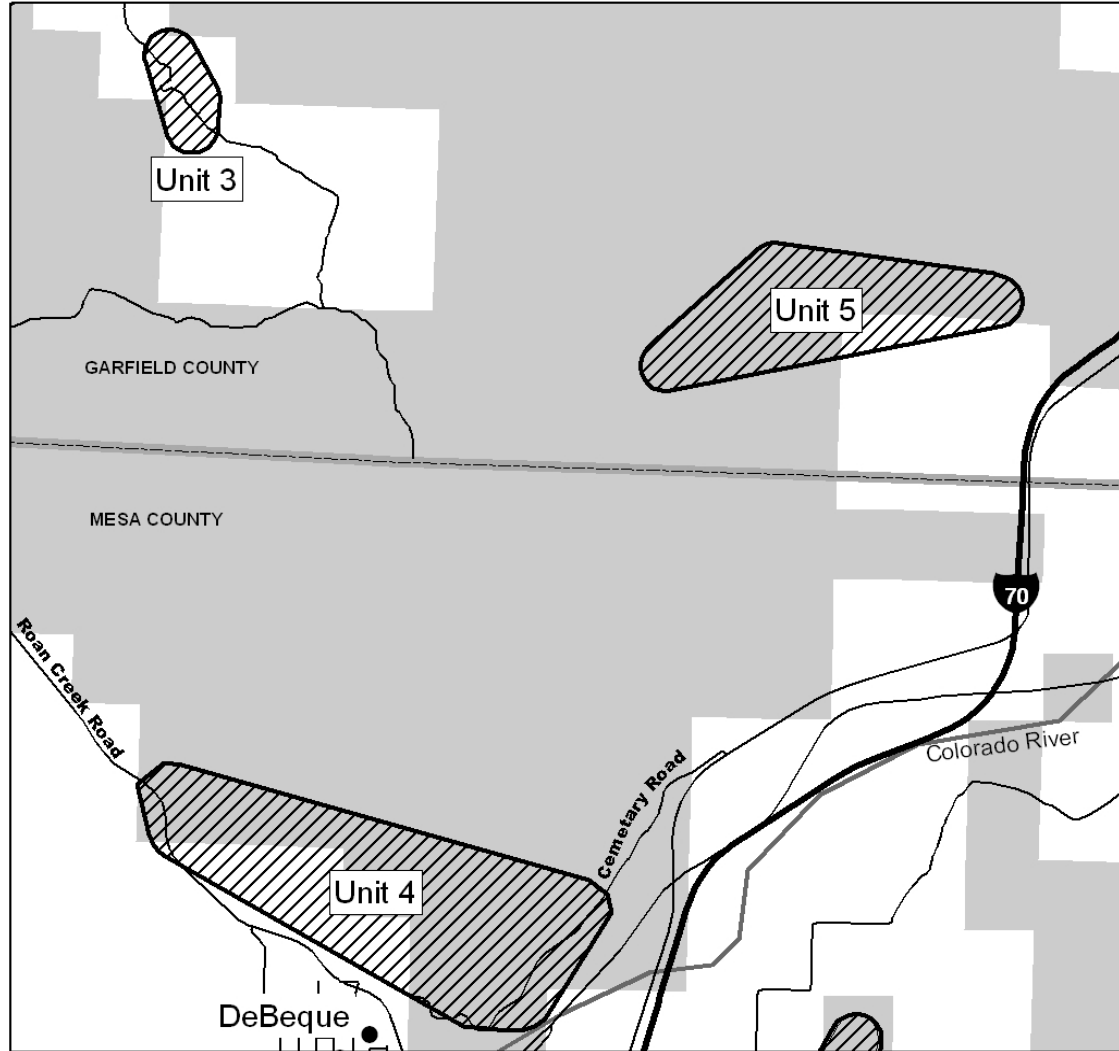 Unit 3
Unit 5
GARFIELD COUNTY
MESA COUNTY
70
Roan Creek Road
Colorado River
Cemetary Road
Unit 4
DeBeque